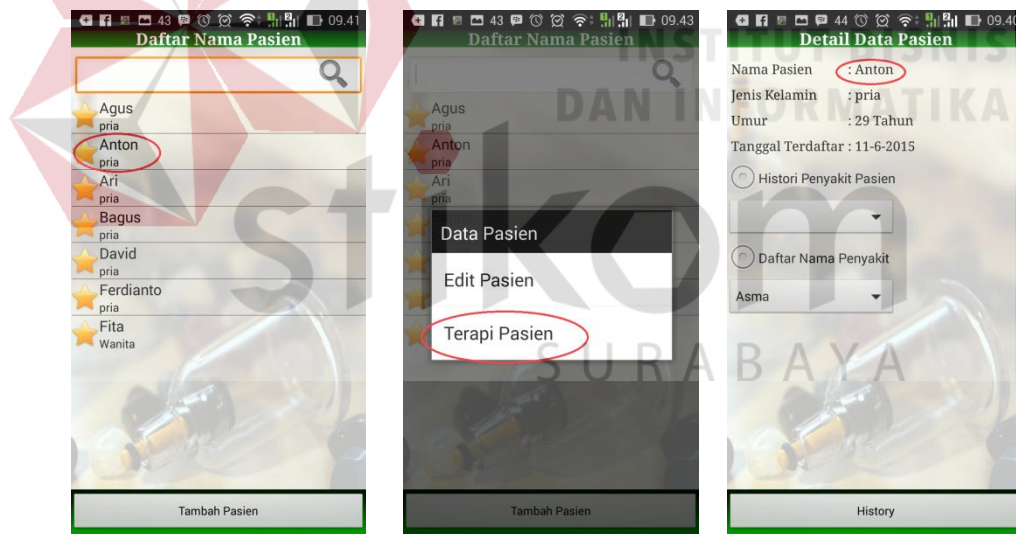 43 09.41
Daftar Nama Pasien
Agus
pria
Anton
pria
Ari
pria
Bagus
pria
David
pria
Ferdianto
pria
Fita
Wanita
Tambah Pasien
43 09.43
Daftar Nama Pasien
Agus
pria
Anton
pria
Ari
pria
Data Pasien
Edit Pasien
Terapi Pasien
Tambah Pasien
44 09.40
Detail Data Pasien
Nama Pasien : Anton
Jenis Kelamin : pria
Umur : 29 Tahun
Tanggal Terdaftar : 11-6-2015
Histori Penyakit Pasien
Daftar Nama Penyakit
Asma
History
INSTITUT BISNIS
DAN INFORMATIKA
stikom
SURABAYA